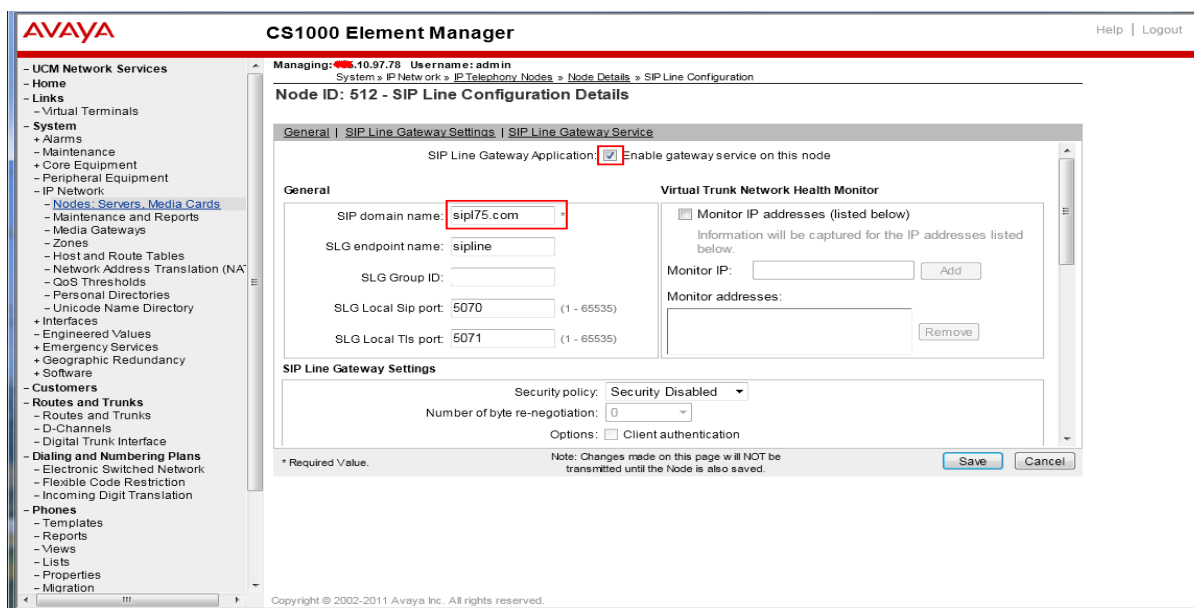 AVAYA
CS1000 Element Manager
Help | Logout
- UCM Network Services
- Home
- Links
- Virtual Terminals
- System
+ Alarms
- Maintenance
+ Core Equipment
- Peripheral Equipment
- IP Network
- Nodes: Servers, Media Cards
- Maintenance and Reports
- Media Gateways
- Zones
- Host and Route Tables
- Network Address Translation (NA
- QoS Thresholds
- Personal Directories
- Unicode Name Directory
+ Interfaces
- Engineered Values
+ Emergency Services
+ Geographic Redundancy
+ Software
- Customers
- Routes and Trunks
- Routes and Trunks
- D-Channels
- Digital Trunk Interface
- Dialing and Numbering Plans
- Electronic Switched Network
- Flexible Code Restriction
- Incoming Digit Translation
- Phones
- Templates
- Reports
- Views
- Lists
- Properties
- Migration
Managing: .10.97.78 Username: admin
System » IP Network » IP Telephony Nodes » Node Details » SIP Line Configuration
Node ID: 512 - SIP Line Configuration Details
General | SIP Line Gateway Settings | SIP Line Gateway Service
SIP Line Gateway Application: Enable gateway service on this node
General
SIP domain name: sipl75.com *
SLG endpoint name: sipline
SLG Group ID:
SLG Local Sip port: 5070 (1 - 65535)
SLG Local Tls port: 5071 (1 - 65535)
Virtual Trunk Network Health Monitor
Monitor IP addresses (listed below)
Information will be captured for the IP addresses listed
below.
Monitor IP: Add
Monitor addresses:
Remove
SIP Line Gateway Settings
Security policy: Security Disabled
Number of byte re-negotiation: 0
Options: Client authentication
* Required Value.
Note: Changes made on this page will NOT be
transmitted until the Node is also saved.
Save Cancel
Copyright © 2002-2011 Avaya Inc. All rights reserved.